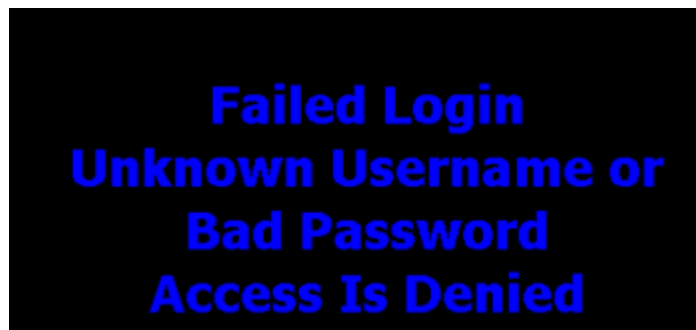 Failed Login
Unknown Username or
Bad Password
Access Is Denied